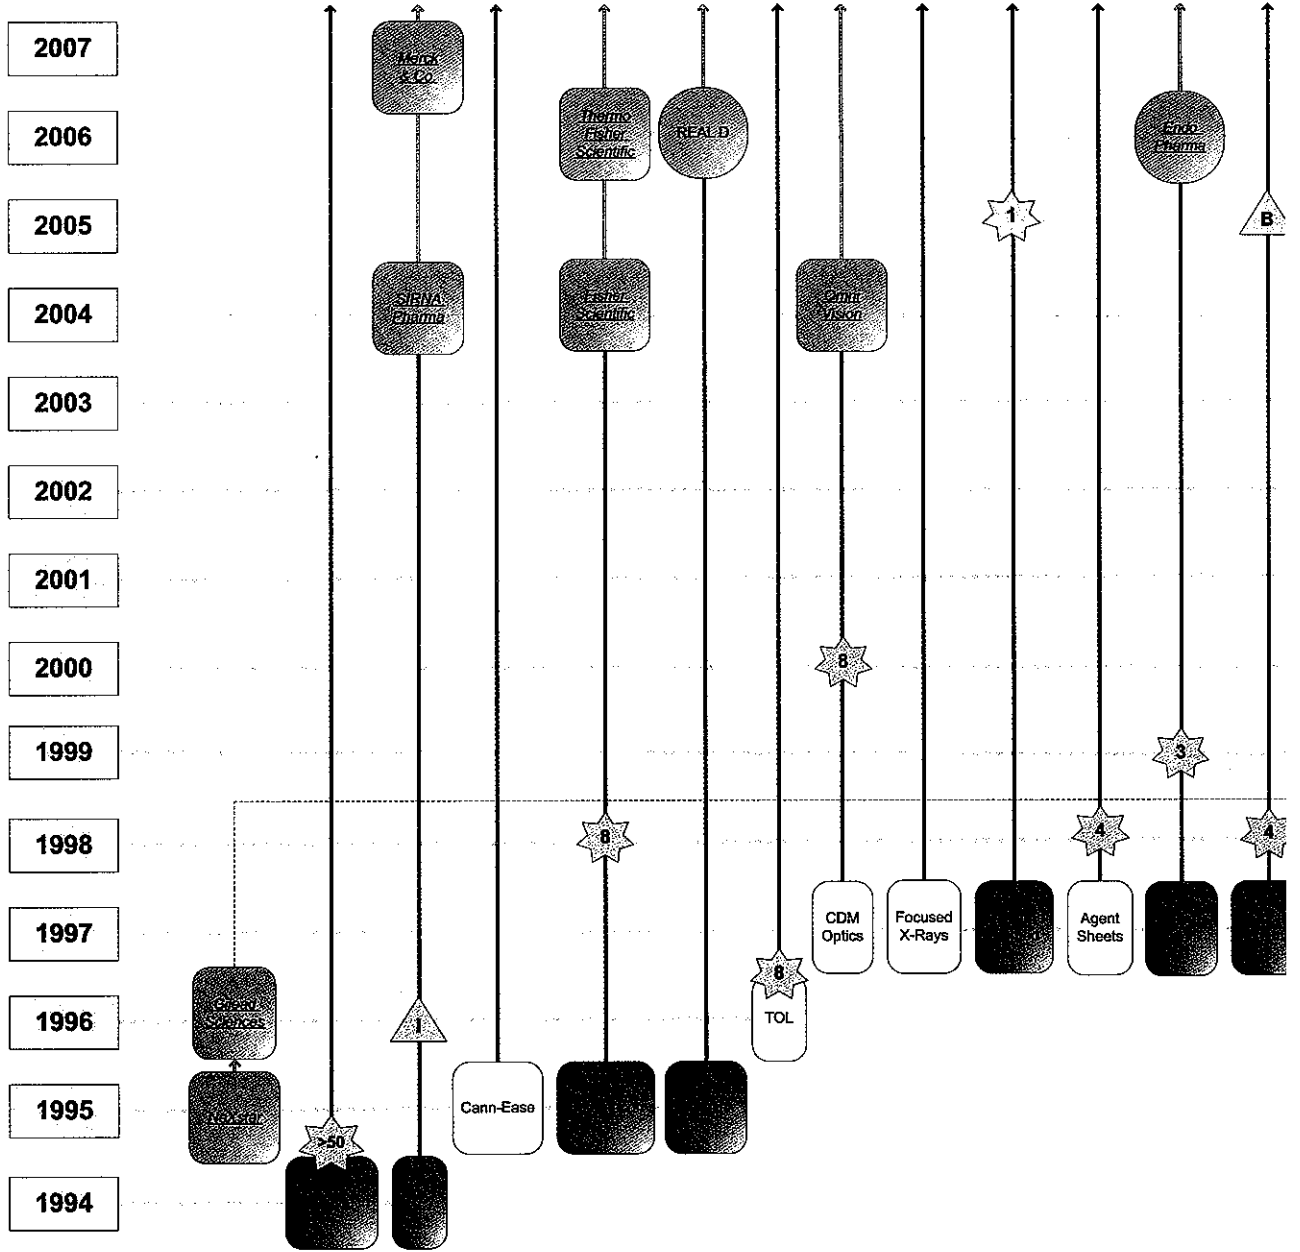 2007
Merck
& Co.
2006
Thermo
Fisher
Scientific
REAL D
Endo
Pharma
2005
1
B
2004
SIRNA
Pharma
Fisher
Scientific
Omni
Vision
2003
2002
2001
2000
8
1999
3
1998
8
4
4
1997
CDM
Optics
Focused
X-Rays
Agent
Sheets
8
1996
Gilead
Sciences
I
TOL
1995
NeXstar
Cann-Ease
>50
1994